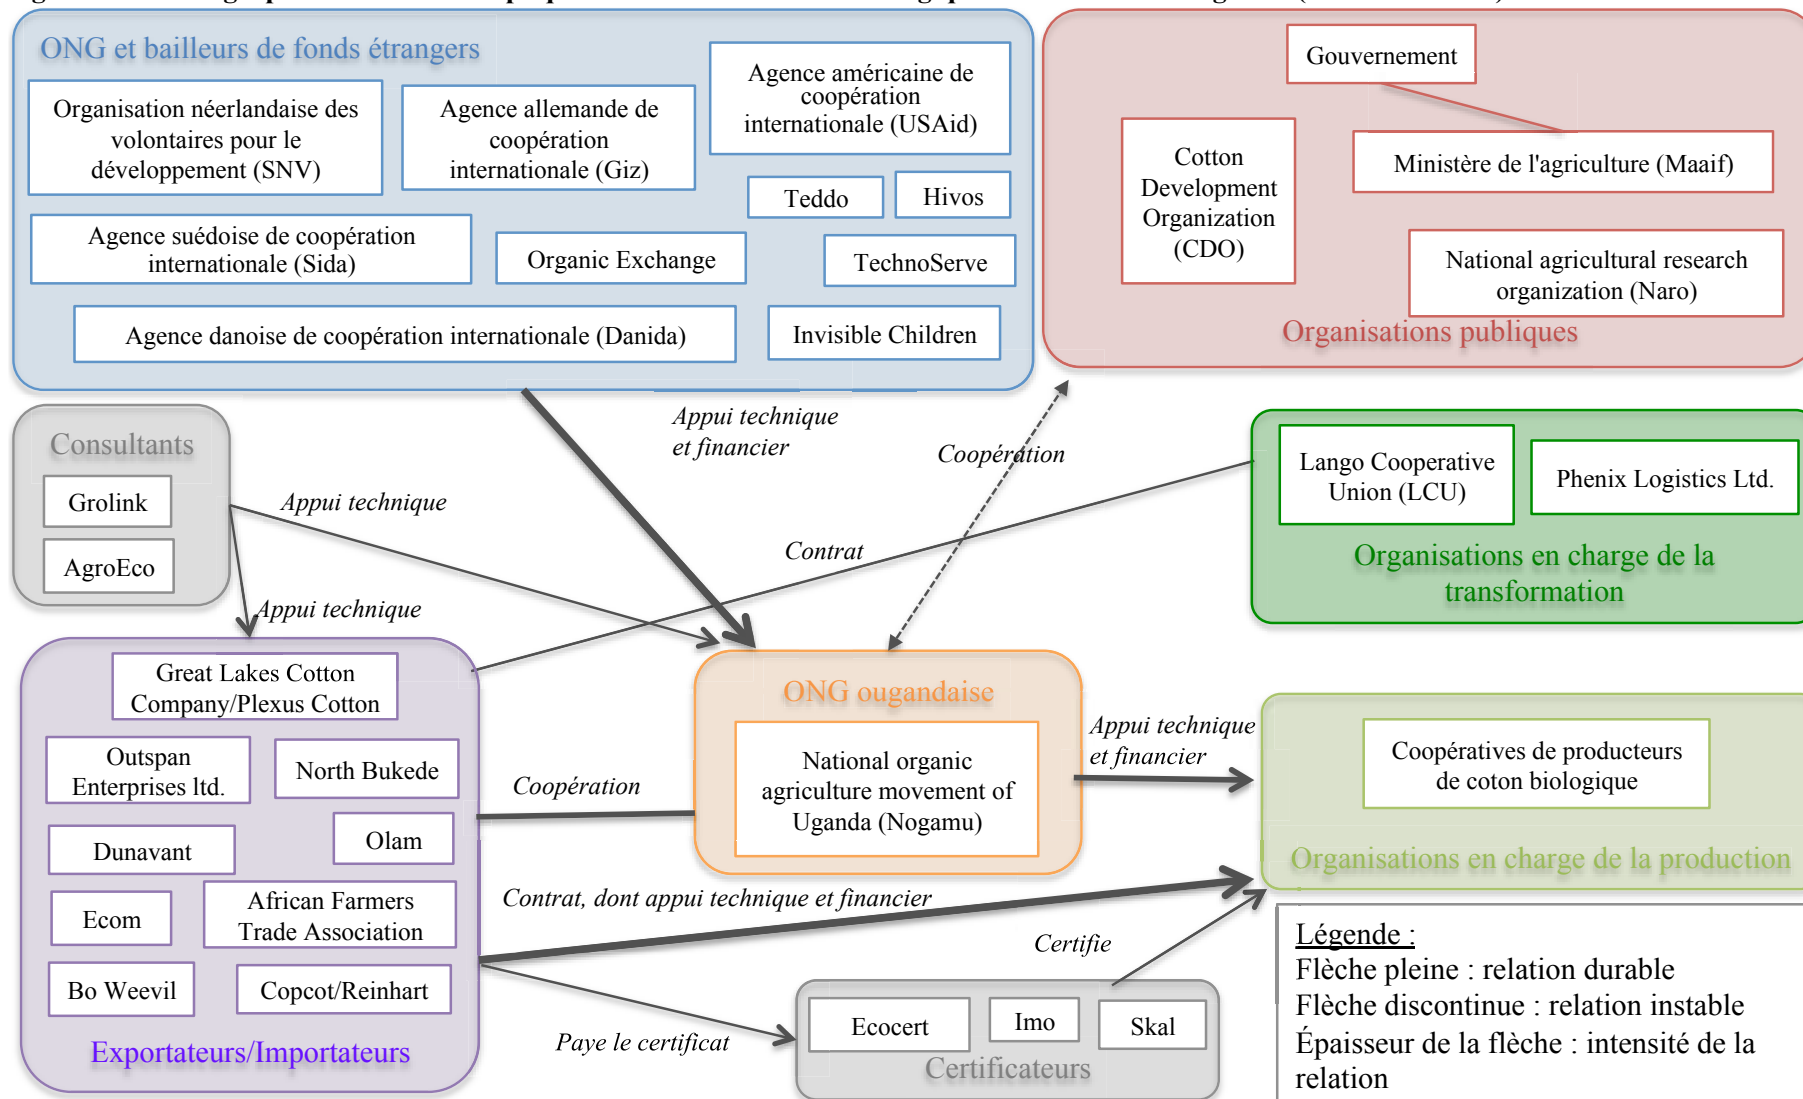 ONG et bailleurs de fonds étrangers
Organisation néerlandaise des
volontaires pour le
développement (SNV)
Agence allemande de
coopération
internationale (Giz)
Agence américaine de
coopération
internationale (USAid)
Teddo
Hivos
Agence suédoise de coopération
internationale (Sida)
Organic Exchange
TechnoServe
Agence danoise de coopération internationale (Danida)
Invisible Children
Gouvernement
Cotton
Development
Organization
(CDO)
Ministère de l'agriculture (Maaif)
National agricultural research
organization (Naro)
Organisations publiques
Consultants
Grolink
AgroEco
Appui technique
et financier
Coopération
Appui technique
Contrat
Appui technique
Lango Cooperative
Union (LCU)
Phenix Logistics Ltd.
Organisations en charge de la
transformation
Great Lakes Cotton
Company/Plexus Cotton
Outspan
Enterprises ltd.
North Bukede
Dunavant
Olam
Ecom
African Farmers
Trade Association
Bo Weevil
Copcot/Reinhart
Exportateurs/Importateurs
Coopération
ONG ougandaise
National organic
agriculture movement of
Uganda (Nogamu)
Appui technique
et financier
Coopératives de producteurs
de coton biologique
Organisations en charge de la production
Contrat, dont appui technique et financier
Certifie
Paye le certificat
Ecocert
Imo
Skal
Certificateurs
Légende :
Flèche pleine : relation durable
Flèche discontinue : relation instable
Épaisseur de la flèche : intensité de la
relation